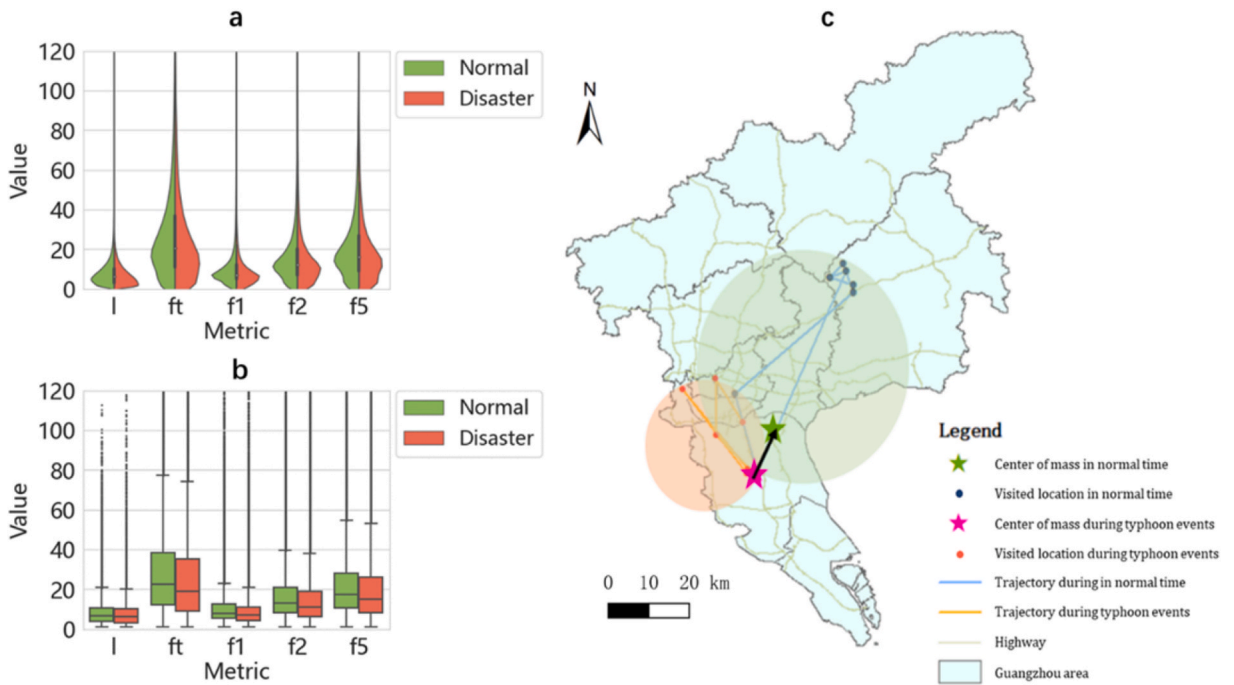 a
120
100
80
60
40
20
0
Value
l ft f1 f2 f5
Metric
Normal
Disaster
b
120
100
80
60
40
20
0
Value
l ft f1 f2 f5
Metric
Normal
Disaster
c
N
0 10 20 km
Legend
Center of mass in normal time
Visited location in normal time
Center of mass during typhoon events
Visited location during typhoon events
Trajectory during in normal time
Trajectory during typhoon events
Highway
Guangzhou area